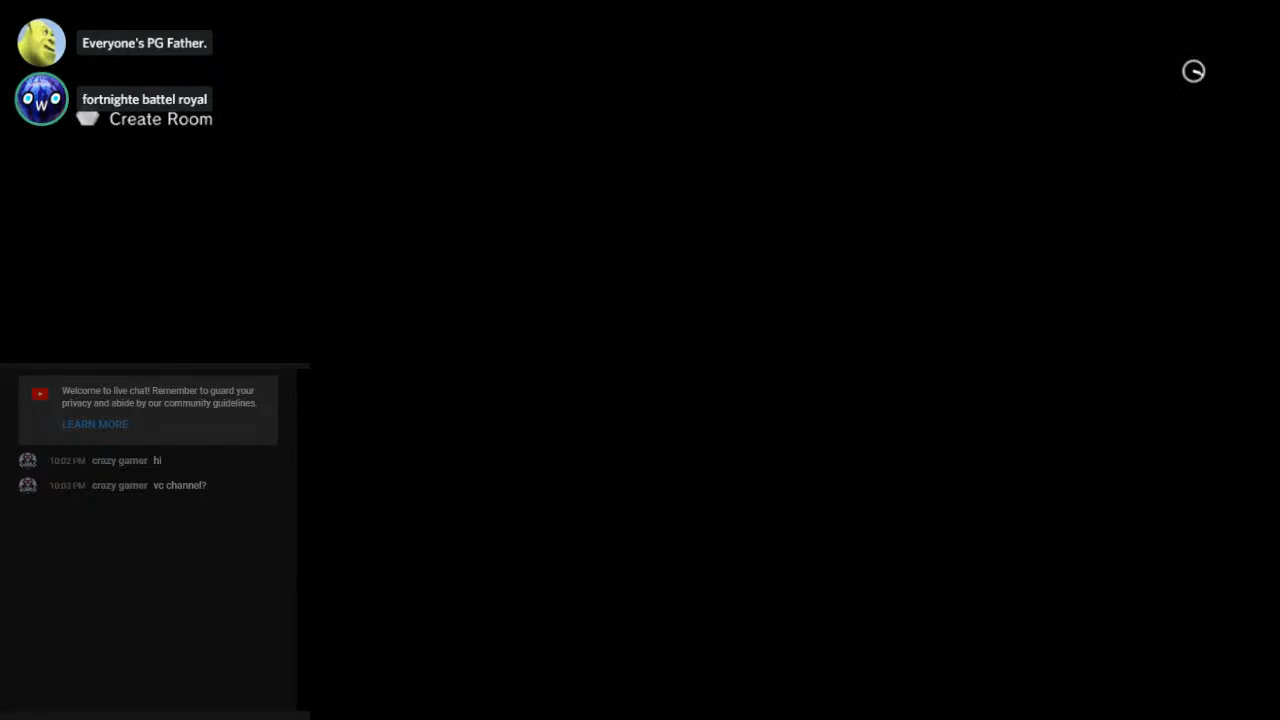 Everyone's PG Father.
fortnighte battel royal
Create Room
Welcome to live chat! Remember to guard your
privacy and abide by our community guidelines.
LEARN MORE
10:02 PM crazy gamer hi
10:03 PM crazy gamer vc channel?
W